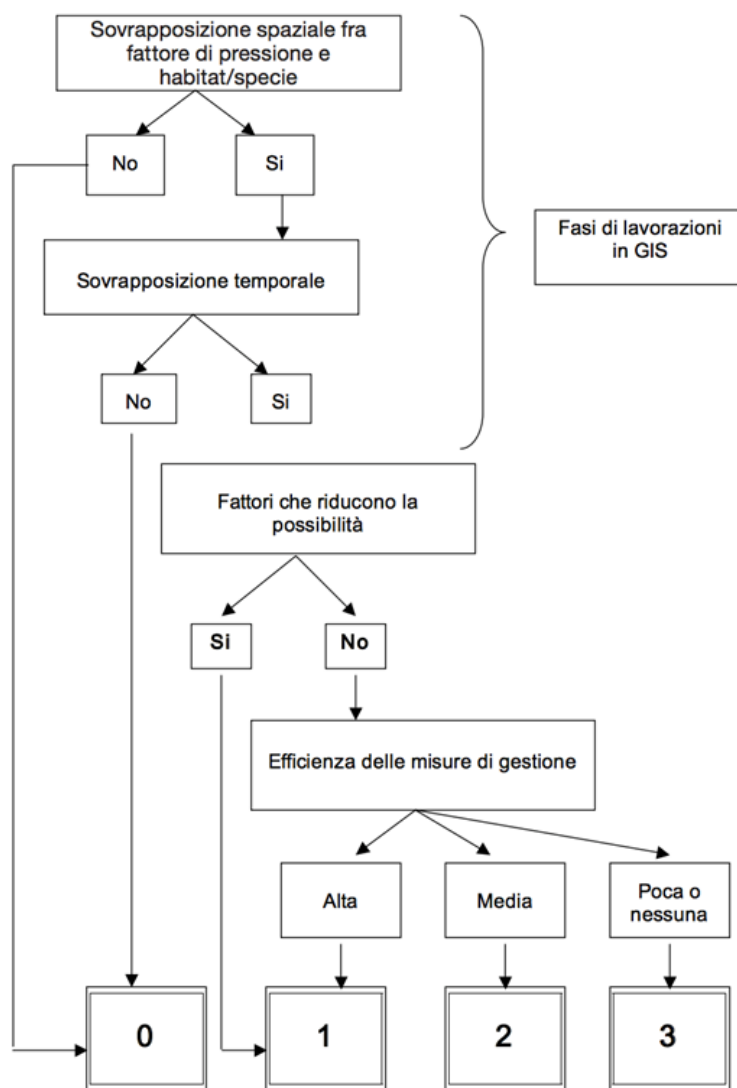 Sovrapposizione spaziale fra
fattore di pressione e
habitat/specie
No
Si
Fasi di lavorazioni
in GIS
Sovrapposizione temporale
No
Si
Fattori che riducono la
possibilità
Si
No
Efficienza delle misure di gestione
Alta
Media
Poca o
nessuna
0
1
2
3